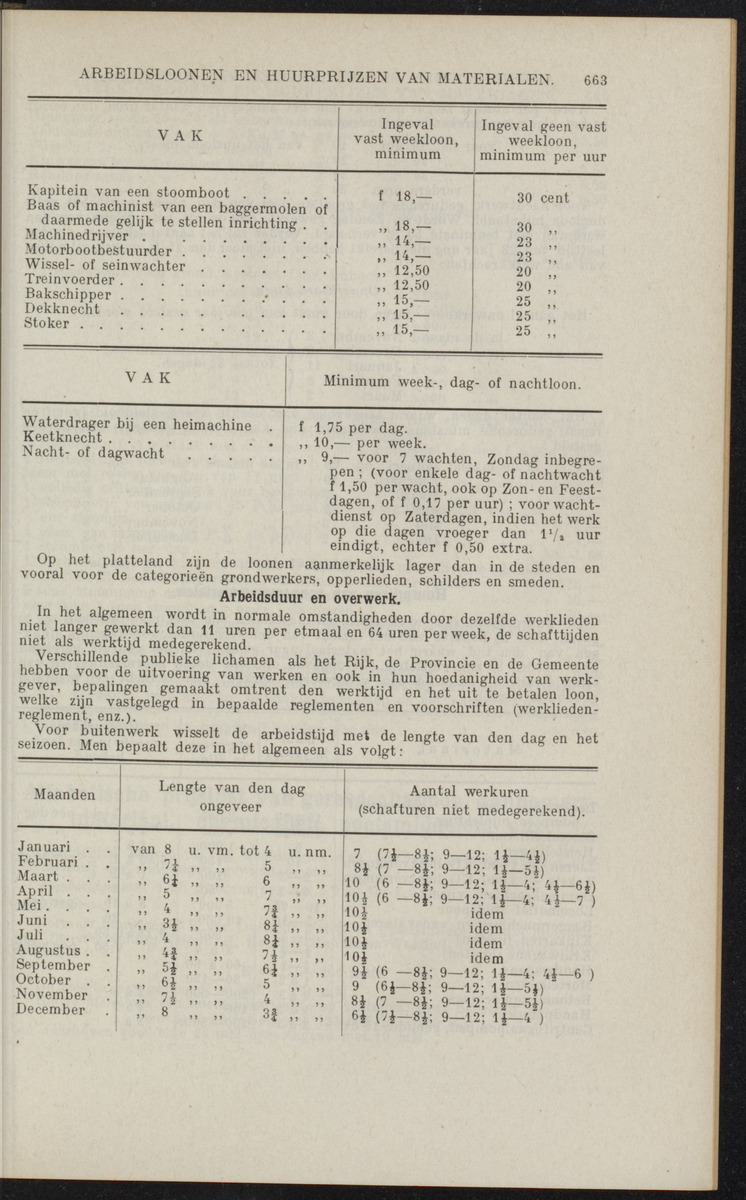 ARBEIDSLOONEN EN HUURPRIJZEN VAN MATERIALEN. 663
VAK | Ingeval vast weekloon, minimum | Ingeval geen vast weekloon, minimum per uur
Kapitein van een stoomboot . . . . . f 18,— 30 cent
Baas of machinist van een baggermolen of
daarmede gelijk te stellen inrichting . . ,, 18,— 30 ,,
Machinedrijver . . . . . . . . . ,, 14,— 23 ,,
Motorbootbestuurder . . . . . . . . ,, 14,— 23 ,,
Wissel- of seinwachter . . . . . . . ,, 12,50 20 ,,
Treinvoerder . . . . . . . . . . . ,, 12,50 20 ,,
Bakschipper . . . . . . . . . . . ,, 15,— 25 ,,
Dekknecht . . . . . . . . . . ,, 15,— 25 ,,
Stoker . . . . . . . . . . . . . ,, 15,— 25 ,,
VAK | Minimum week-, dag- of nachtloon.
Waterdrager bij een heimachine . f 1,75 per dag.
Keetknecht . . . . . . . . . ,, 10,— per week.
Nacht- of dagwacht . . . . . ,, 9,— voor 7 wachten, Zondag inbegre-
pen ; (voor enkele dag- of nachtwacht
f 1,50 per wacht, ook op Zon- en Feest-
dagen, of f 0,17 per uur) ; voor wacht-
dienst op Zaterdagen, indien het werk
op die dagen vroeger dan 1¹/₂ uur
eindigt, echter f 0,50 extra.
Op het platteland zijn de loonen aanmerkelijk lager dan in de steden en
vooral voor de categorieën grondwerkers, opperlieden, schilders en smeden.
Arbeidsduur en overwerk.
In het algemeen wordt in normale omstandigheden door dezelfde werklieden
niet langer gewerkt dan 11 uren per etmaal en 64 uren per week, de schafttijden
niet als werktijd medegerekend.
Verschillende publieke lichamen als het Rijk, de Provincie en de Gemeente
hebben voor de uitvoering van werken en ook in hun hoedanigheid van werk-
gever, bepalingen gemaakt omtrent den werktijd en het uit te betalen loon,
welke zijn vastgelegd in bepaalde reglementen en voorschriften (werklieden-
reglement, enz.).
Voor buitenwerk wisselt de arbeidstijd met de lengte van den dag en het
seizoen. Men bepaalt deze in het algemeen als volgt :
Maanden | Lengte van den dag ongeveer | Aantal werkuren (schafturen niet medegerekend).
Januari . . van 8 u. vm. tot 4 u. nm. 7 (7½—8½; 9—12; 1½—4½)
Februari . . ,, 7¼ ,, ,, 5 ,, ,, 8½ (7 —8½; 9—12; 1½—5½)
Maart . . . ,, 6¼ ,, ,, 6 ,, ,, 10 (6 —8½; 9—12; 1½—4; 4½—6½)
April . . . ,, 5 ,, ,, 7 ,, ,, 10½ (6 —8½; 9—12; 1½—4; 4½—7 )
Mei . . . . ,, 4 ,, ,, 7¾ ,, ,, 10½ idem
Juni . . . ,, 3½ ,, ,, 8¼ ,, ,, 10½ idem
Juli . . . ,, 4 ,, ,, 8¼ ,, ,, 10½ idem
Augustus . . ,, 4¾ ,, ,, 7½ ,, ,, 10½ idem
September . ,, 5½ ,, ,, 6¼ ,, ,, 9½ (6 —8½; 9—12; 1½—4; 4½—6 )
October . . ,, 6½ ,, ,, 5 ,, ,, 9 (6½—8½; 9—12; 1½—5½)
November . ,, 7½ ,, ,, 4 ,, ,, 8½ (7 —8½; 9—12; 1½—5½)
December . ,, 8 ,, ,, 3¾ ,, ,, 6½ (7½—8½; 9—12; 1½—4 )